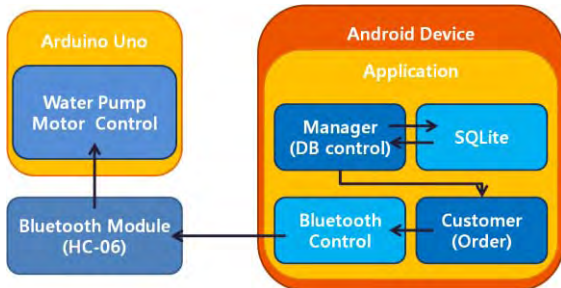 Arduino Uno
Water Pump
Motor Control
Bluetooth Module
(HC-06)
Android Device
Application
Manager
(DB control)
SQLite
Bluetooth
Control
Customer
(Order)